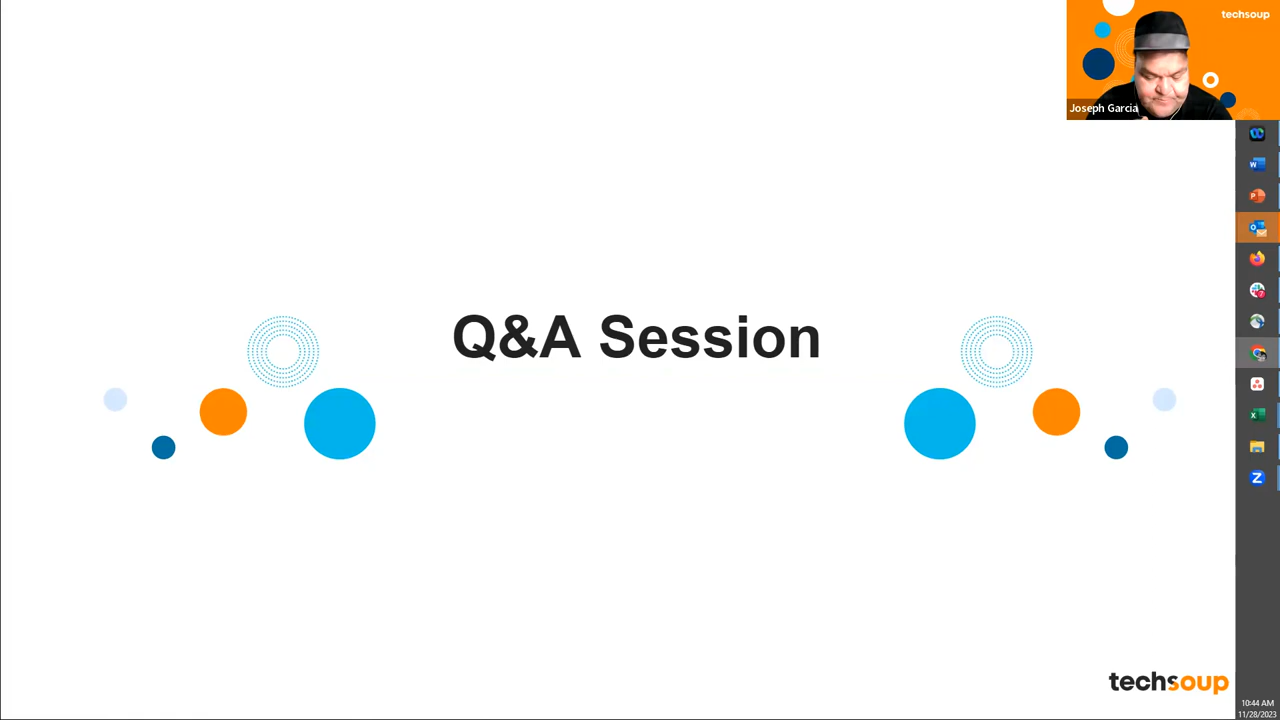 techsoup
Joseph Garcia
Q&A Session
techsoup
10:44 AM
11/28/2023